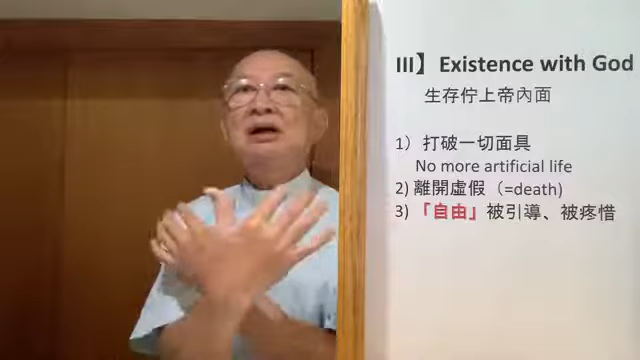 III】Existence with God
生存佇上帝內面
1） 打破一切面具
No more artificial life
2) 離開虛假（=death)
3)「自由」被引導、被疼惜